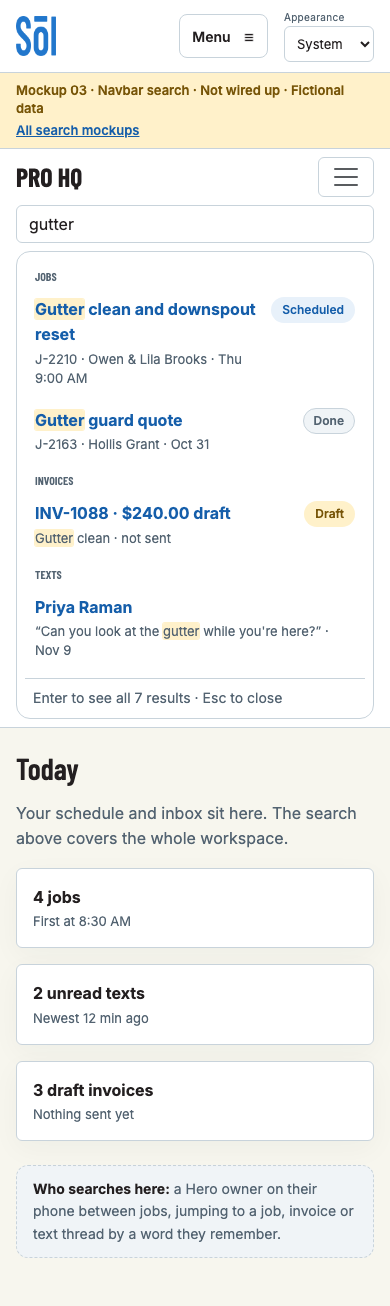 Sōl
Menu ≡
Appearance
System
Mockup 03 · Navbar search · Not wired up · Fictional
data
All search mockups
PRO HQ
gutter
JOBS
Gutter clean and downspout
reset
Scheduled
J-2210 · Owen & Lila Brooks · Thu
9:00 AM
Gutter guard quote
Done
J-2163 · Hollis Grant · Oct 31
INVOICES
INV-1088 · $240.00 draft
Draft
Gutter clean · not sent
TEXTS
Priya Raman
“Can you look at the gutter while you're here?” ·
Nov 9
Enter to see all 7 results · Esc to close
Today
Your schedule and inbox sit here. The search
above covers the whole workspace.
4 jobs
First at 8:30 AM
2 unread texts
Newest 12 min ago
3 draft invoices
Nothing sent yet
Who searches here: a Hero owner on their
phone between jobs, jumping to a job, invoice or
text thread by a word they remember.